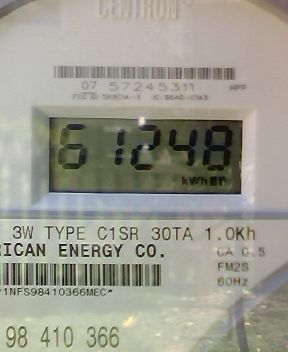 CENTRON®
07 57245311
61248
kWh
3W TYPE C1SR 30TA 1.0Kh
RICAN ENERGY CO.
CA 0.5
FM2S
60Hz
98 410 366